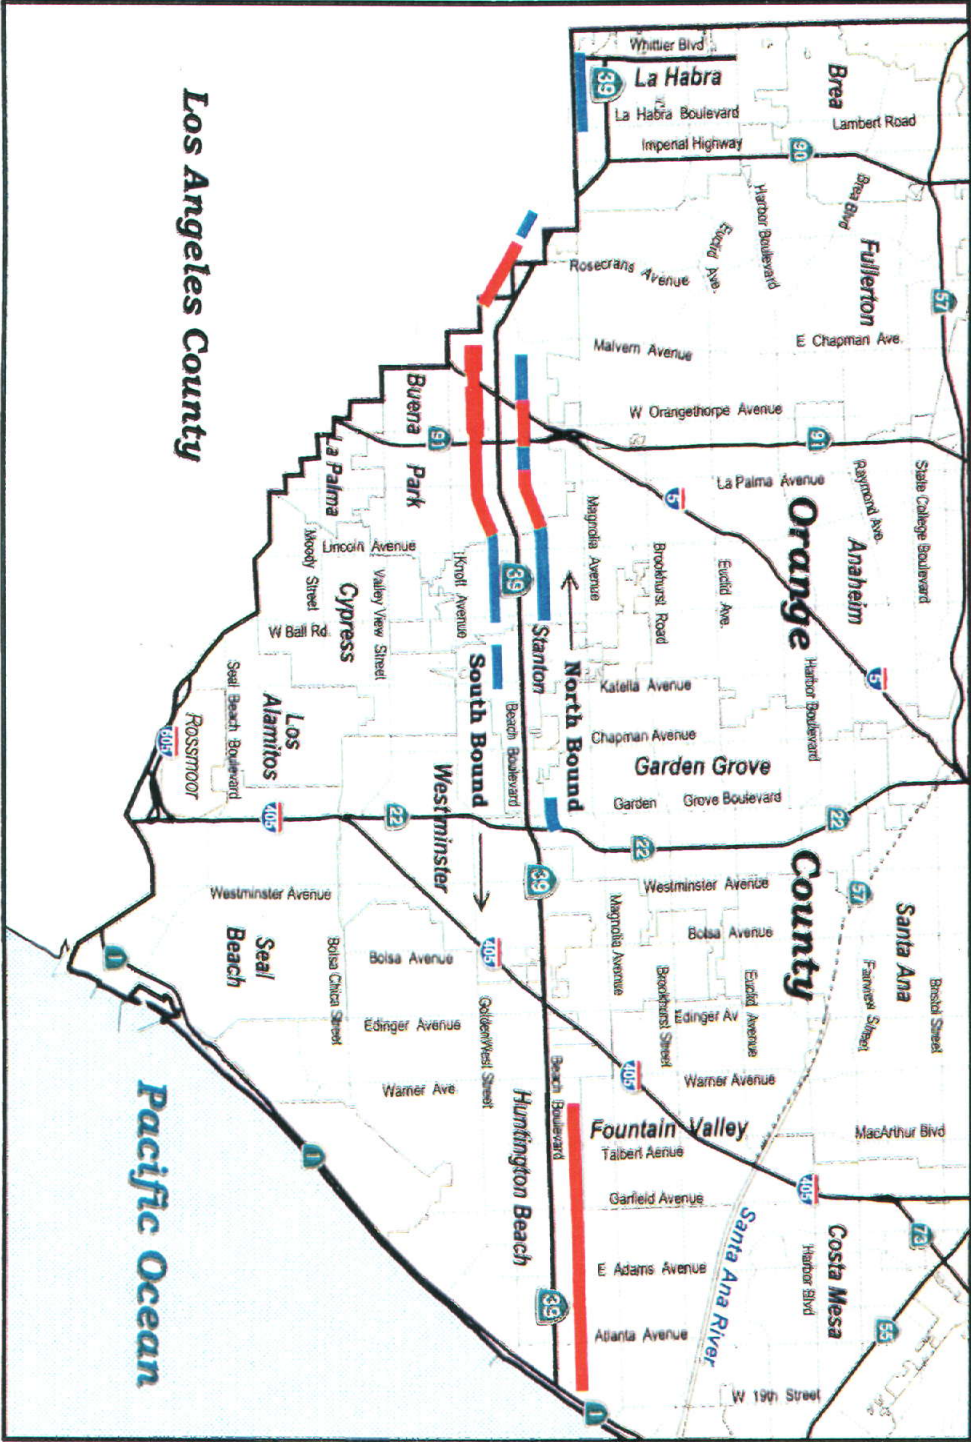 Whittier Blvd
39
La Habra
Brea
La Habra Boulevard
Lambert Road
Imperial Highway
90
Los Angeles County
Brea Blvd
Harbor Boulevard
Euclid Ave.
Fullerton
Rosecrans Avenue
57
Malvern Avenue
E Chapman Ave.
Buena Park
W Orangethorpe Avenue
91
91
La Palma
La Palma Avenue
Raymond Ave.
State College Boulevard
5
Magnolia Avenue
Orange
Anaheim
Moody Street
Lincoln Avenue
Knott Avenue
Brookhurst Road
Euclid Ave.
39
Valley View Street
Cypress
W Ball Rd.
Stanton
North Bound
South Bound
Katella Avenue
Harbor Boulevard
5
Seal Beach Boulevard
Los
Alamitos
Rossmoor
605
Beach Boulevard
Chapman Avenue
Garden Grove
Westminster
Garden Grove Boulevard
405
22
22
22
39
County
Westminster Avenue
Westminster Avenue
57
Santa Ana
Magnolia Avenue
Bolsa Avenue
Seal
Beach
1
Bolsa Chica Street
Bolsa Avenue
405
Brookhurst Street
Euclid Avenue
Fairview Street
Bristol Street
Edinger Avenue
GoldenWest Street
Edinger Av
Warner Ave.
Beach Boulevard
405
Warner Avenue
Pacific Ocean
1
Huntington Beach
Fountain Valley
Talbert Aenue
MacArthur Blvd
Garfield Avenue
405
Santa Ana River
Costa Mesa
Harbor Blvd
73
E Adams Avenue
39
Atlanta Avenue
55
W 19th Street
1